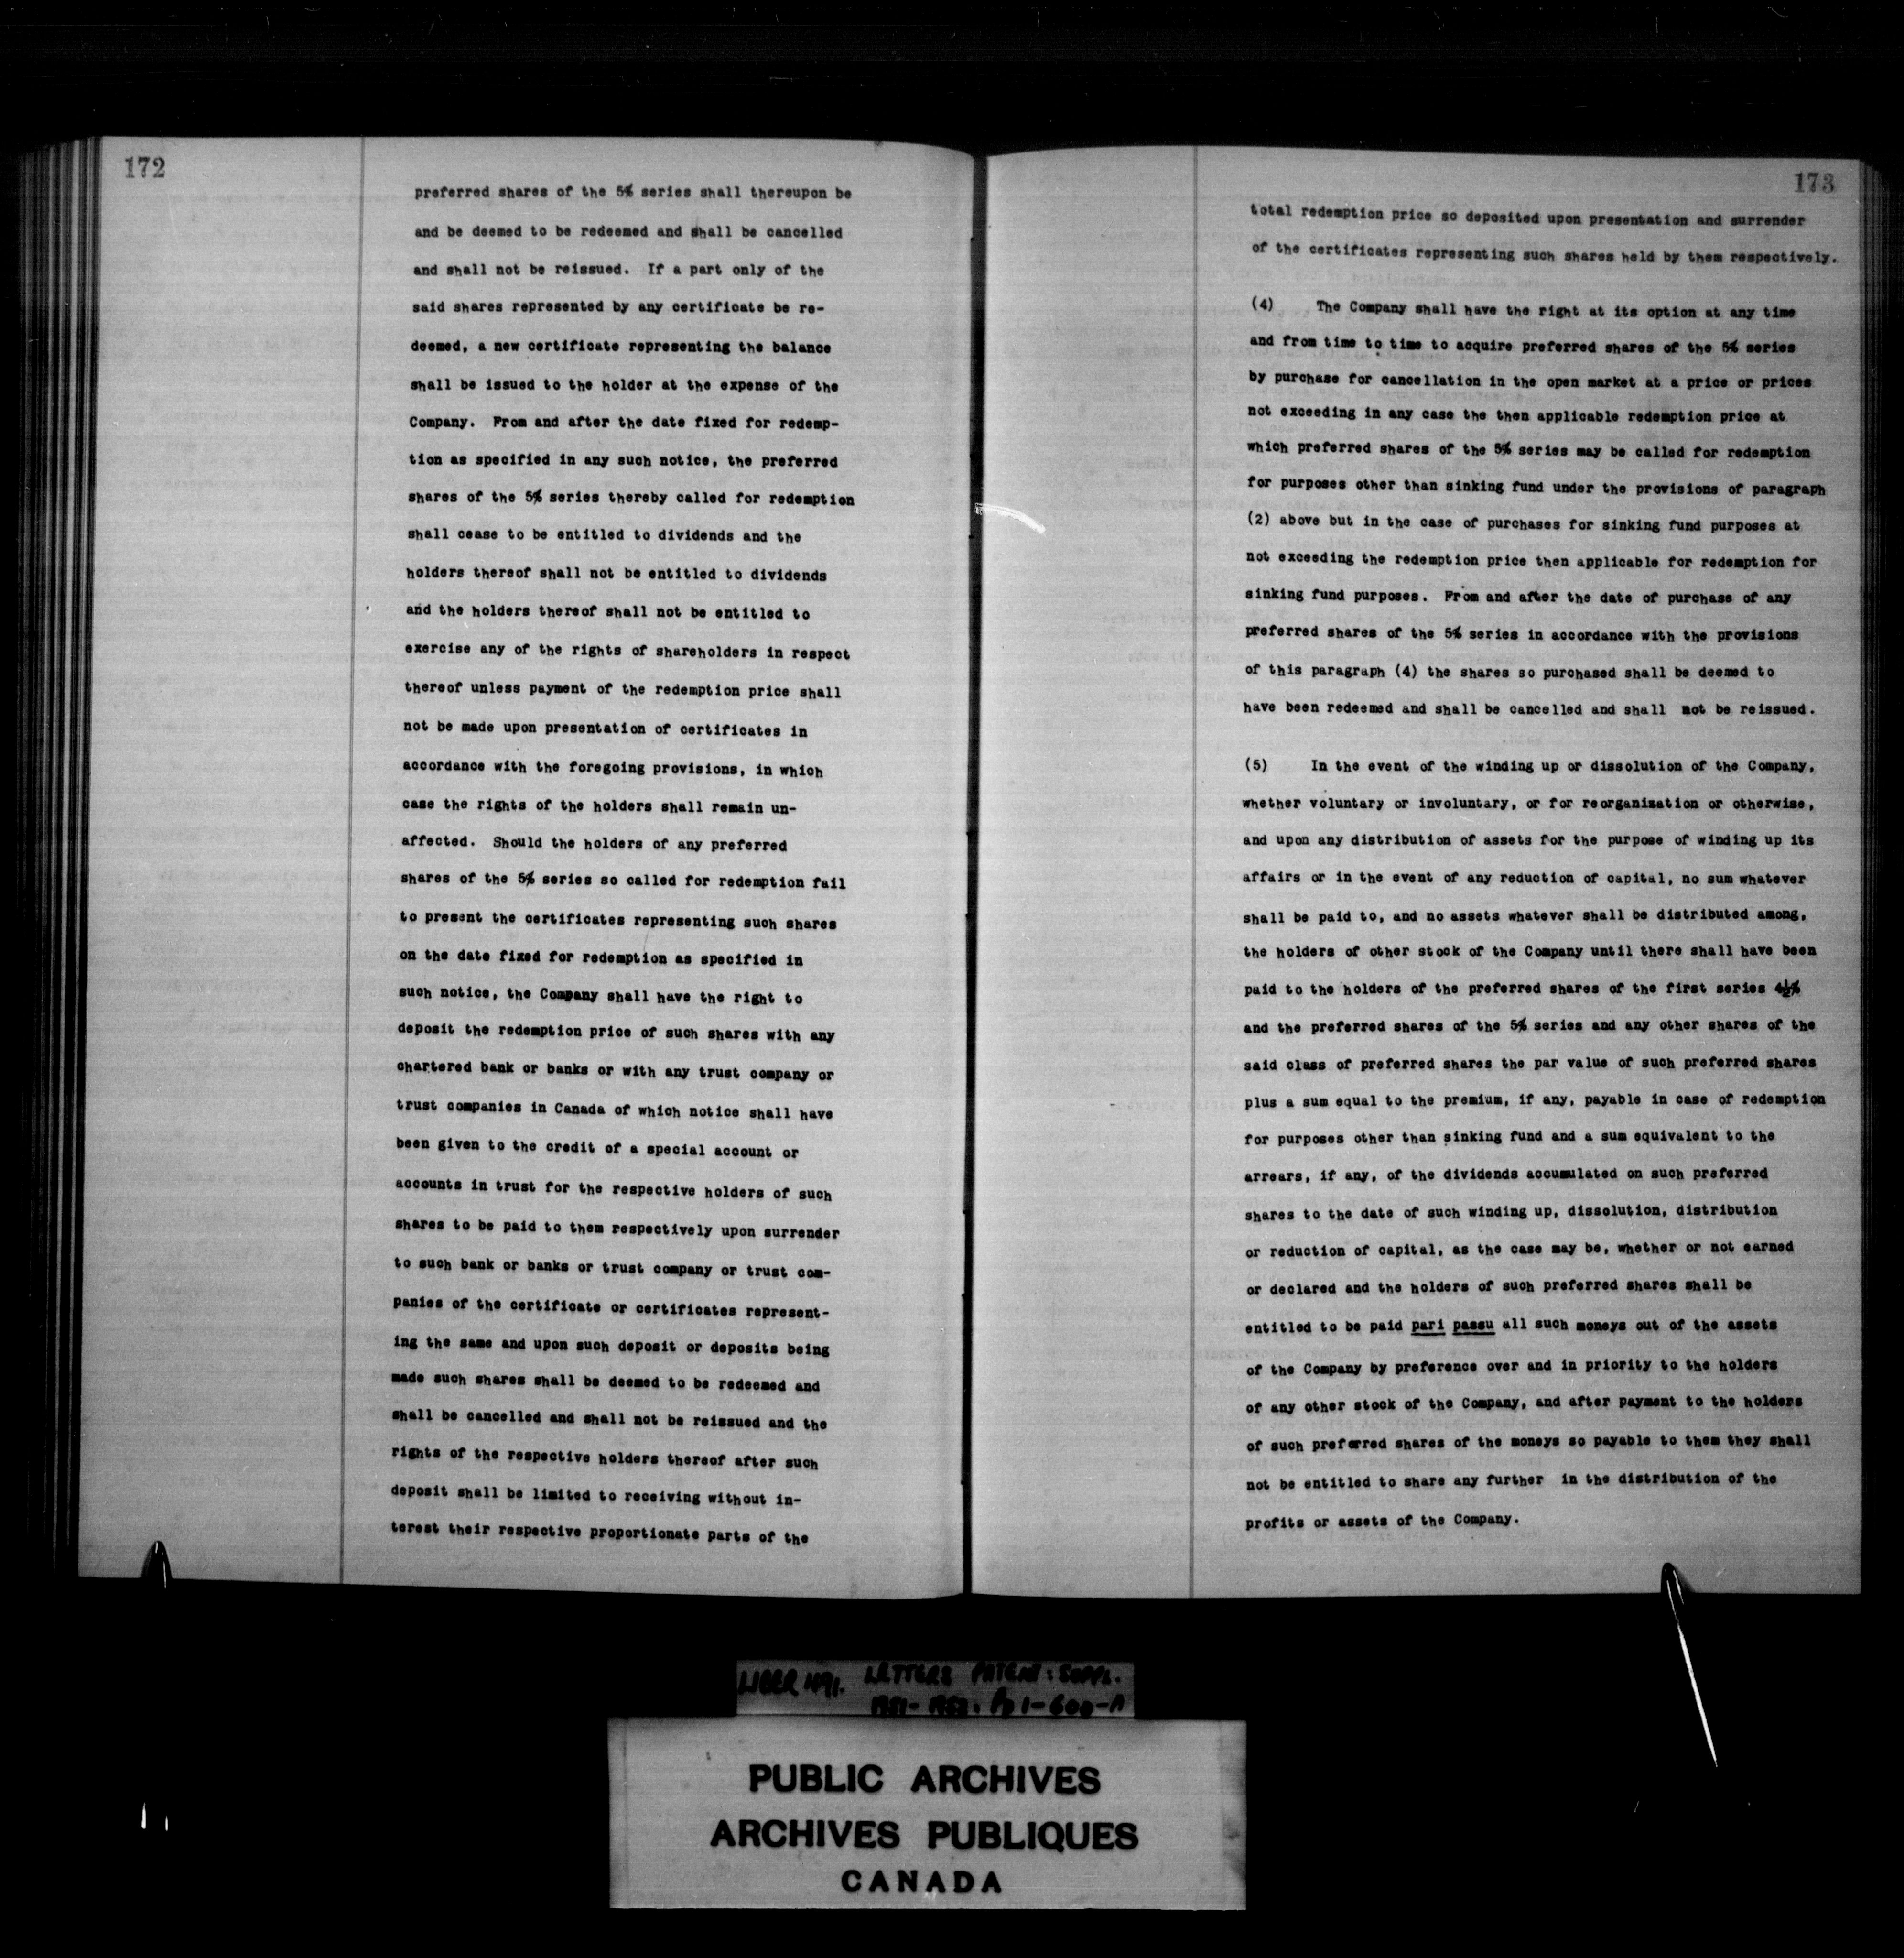 172
preferred shares of the 5% series shall thereupon be
and be deemed to be redeemed and shall be cancelled
and shall not be reissued.  If a part only of the
said shares represented by any certificate be re-
deemed, a new certificate representing the balance
shall be issued to the holder at the expense of the
Company.  From and after the date fixed for redemp-
tion as specified in any such notice, the preferred
shares of the 5% series thereby called for redemption
shall cease to be entitled to dividends and the
holders thereof shall not be entitled to dividends
and the holders thereof shall not be entitled to
exercise any of the rights of shareholders in respect
thereof unless payment of the redemption price shall
not be made upon presentation of certificates in
accordance with the foregoing provisions, in which
case the rights of the holders shall remain un-
affected.  Should the holders of any preferred
shares of the 5% series so called for redemption fail
to present the certificates representing such shares
on the date fixed for redemption as specified in
such notice, the Company shall have the right to
deposit the redemption price of such shares with any
chartered bank or banks or with any trust company or
trust companies in Canada of which notice shall have
been given to the credit of a special account or
accounts in trust for the respective holders of such
shares to be paid to them respectively upon surrender
to such bank or banks or trust company or trust com-
panies of the certificate or certificates represent-
ing the same and upon such deposit or deposits being
made such shares shall be deemed to be redeemed and
shall be cancelled and shall not be reissued and the
rights of the respective holders thereof after such
deposit shall be limited to receiving without in-
terest their respective proportionate parts of the
173
total redemption price so deposited upon presentation and surrender
of the certificates representing such shares held by them respectively.
(4)     The Company shall have the right at its option at any time
and from time to time to acquire preferred shares of the 5% series
by purchase for cancellation in the open market at a price or prices
not exceeding in any case the then applicable redemption price at
which preferred shares of the 5% series may be called for redemption
for purposes other than sinking fund under the provisions of paragraph
(2) above but in the case of purchases for sinking fund purposes at
not exceeding the redemption price then applicable for redemption for
sinking fund purposes.  From and after the date of purchase of any
preferred shares of the 5% series in accordance with the provisions
of this paragraph (4) the shares so purchased shall be deemed to
have been redeemed and shall be cancelled and shall  not be reissued.
(5)     In the event of the winding up or dissolution of the Company,
whether voluntary or involuntary, or for reorganization or otherwise,
and upon any distribution of assets for the purpose of winding up its
affairs or in the event of any reduction of capital, no sum whatever
shall be paid to, and no assets whatever shall be distributed among,
the holders of other stock of the Company until there shall have been
paid to the holders of the preferred shares of the first series 4½%
and the preferred shares of the 5% series and any other shares of the
said class of preferred shares the par value of such preferred shares
plus a sum equal to the premium, if any, payable in case of redemption
for purposes other than sinking fund and a sum equivalent to the
arrears, if any, of the dividends accumulated on such preferred
shares to the date of such winding up, dissolution, distribution
or reduction of capital, as the case may be, whether or not earned
or declared and the holders of such preferred shares shall be
entitled to be paid pari passu all such moneys out of the assets
of the Company by preference over and in priority to the holders
of any other stock of the Company, and after payment to the holders
of such preferred shares of the moneys so payable to them they shall
not be entitled to share any further  in the distribution of the
profits or assets of the Company.
LIBER LETTERS PATENT: SUPPL.
1-600-A
PUBLIC ARCHIVES
ARCHIVES PUBLIQUES
CANADA